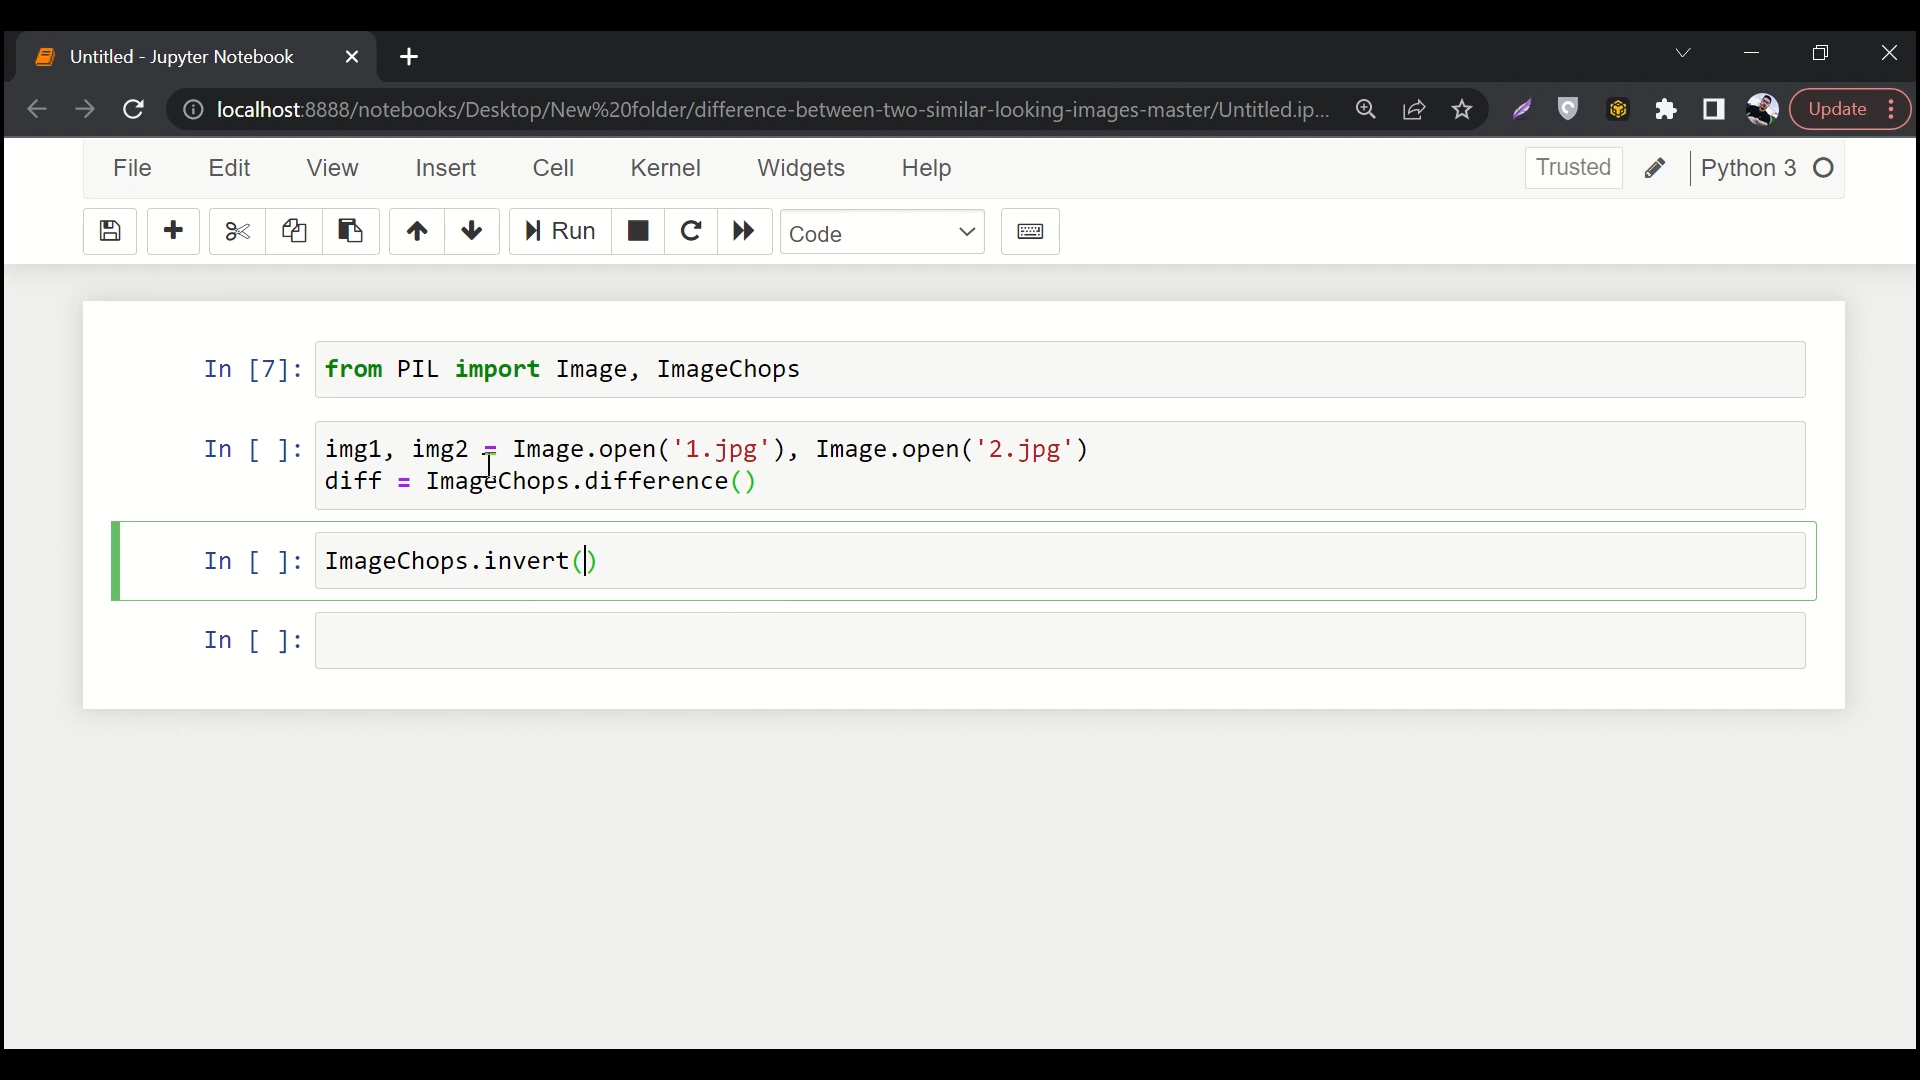 Untitled - Jupyter Notebook
localhost:8888/notebooks/Desktop/New%20folder/difference-between-two-similar-looking-images-master/Untitled.ip...
Update
File Edit View Insert Cell Kernel Widgets Help
Trusted
Python 3
Run
Code
In [7]: from PIL import Image, ImageChops
In [ ]: img1, img2 = Image.open('1.jpg'), Image.open('2.jpg')
diff = ImageChops.difference()
In [ ]: ImageChops.invert()
In [ ]: